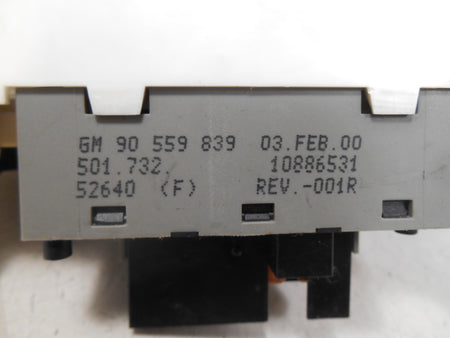 GM 90 559 839 03.FEB.00
501.732. 10886531
52640 (F) REV.-001R